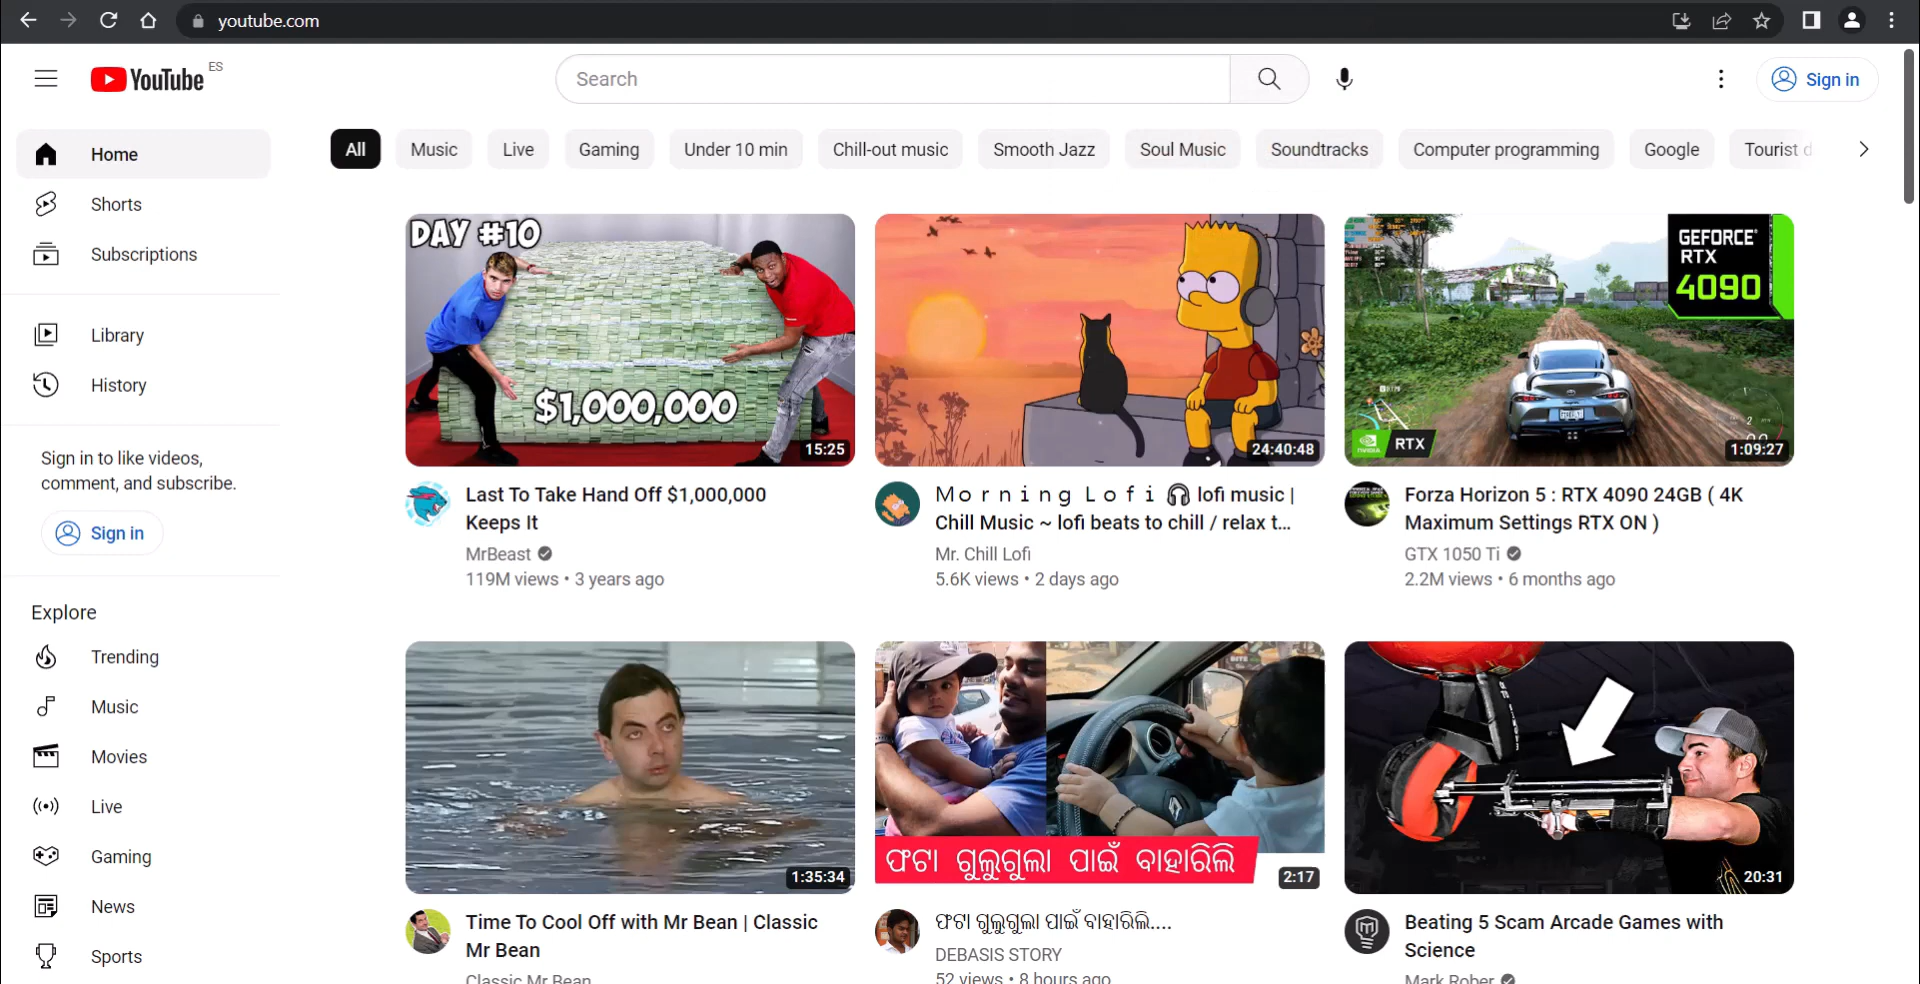 youtube.com
YouTube ES
Search
Sign in
Home
Shorts
Subscriptions
Library
History
Sign in to like videos,
comment, and subscribe.
Sign in
Explore
Trending
Music
Movies
Live
Gaming
News
Sports
All
Music
Live
Gaming
Under 10 min
Chill-out music
Smooth Jazz
Soul Music
Soundtracks
Computer programming
Google
Tourist d
DAY #10
$1,000,000
15:25
Last To Take Hand Off $1,000,000
Keeps It
MrBeast
119M views • 3 years ago
24:40:48
M o r n i n g  L o f i 🎧 lofi music |
Chill Music ~ lofi beats to chill / relax t...
Mr. Chill Lofi
5.6K views • 2 days ago
GEFORCE
RTX
4090
NVIDIA RTX
1:09:27
Forza Horizon 5 : RTX 4090 24GB ( 4K
Maximum Settings RTX ON )
GTX 1050 Ti
2.2M views • 6 months ago
1:35:34
Time To Cool Off with Mr Bean | Classic
Mr Bean
Classic Mr Bean
ଫଟା ଗୁଲୁଗୁଲା ପାଇଁ ବାହାରିଲି
2:17
ଫଟା ଗୁଲୁଗୁଲା ପାଇଁ ବାହାରିଲି....
DEBASIS STORY
52 views • 8 hours ago
20:31
Beating 5 Scam Arcade Games with
Science
Mark Rober